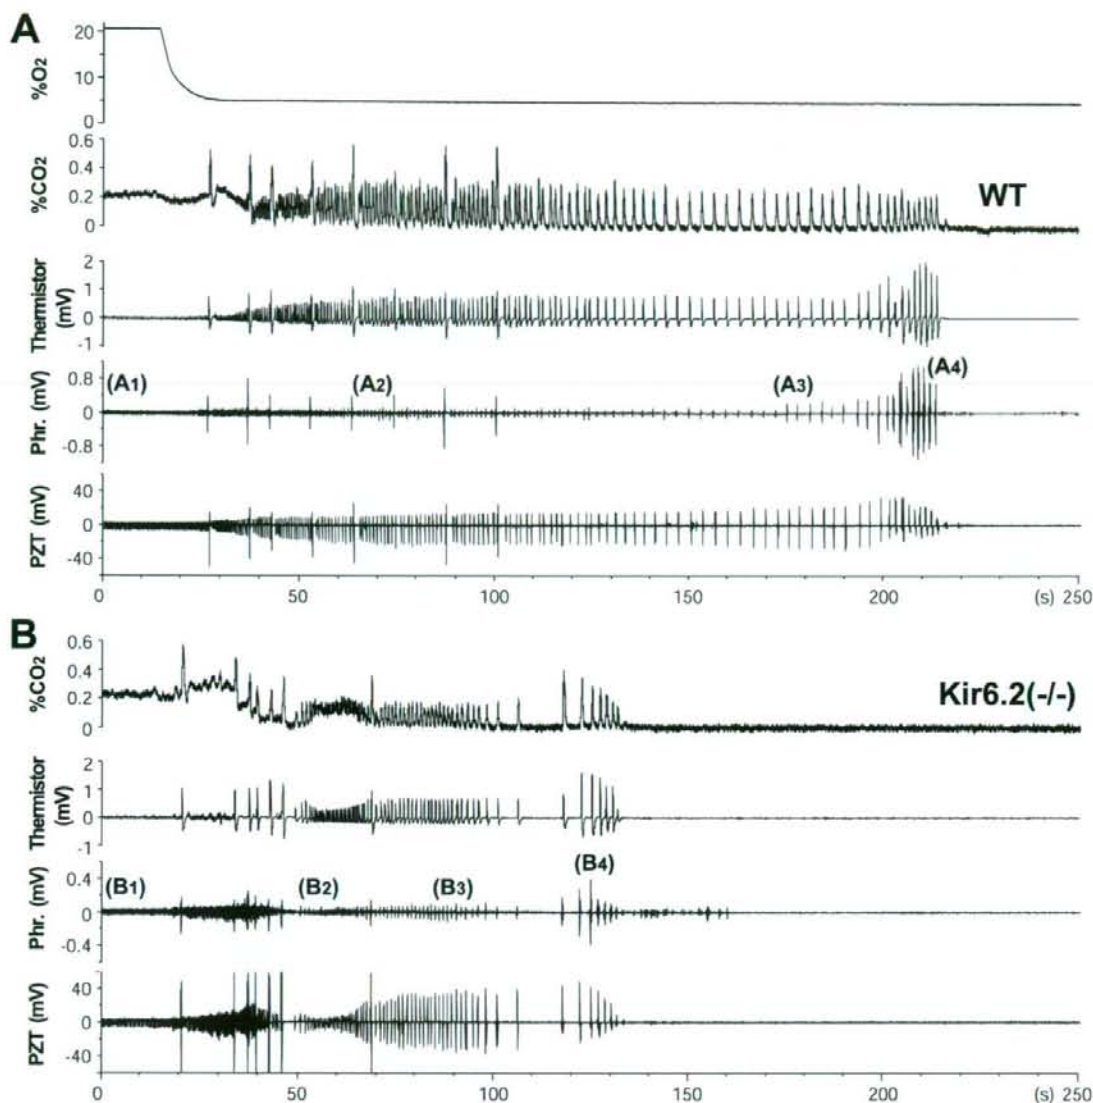 A
%O2
20
10
0
%CO2
0.6
0.4
0.2
0
WT
Thermistor
(mV)
2
1
0
-1
Phr. (mV)
0.8
0
-0.8
(A1)
(A2)
(A3)
(A4)
PZT (mV)
40
0
-40
0 50 100 150 200 (s) 250
B
%CO2
0.6
0.4
0.2
0
Kir6.2(-/-)
Thermistor
(mV)
2
1
0
-1
Phr. (mV)
0.4
0
-0.4
(B1)
(B2)
(B3)
(B4)
PZT (mV)
40
0
-40
0 50 100 150 200 (s) 250